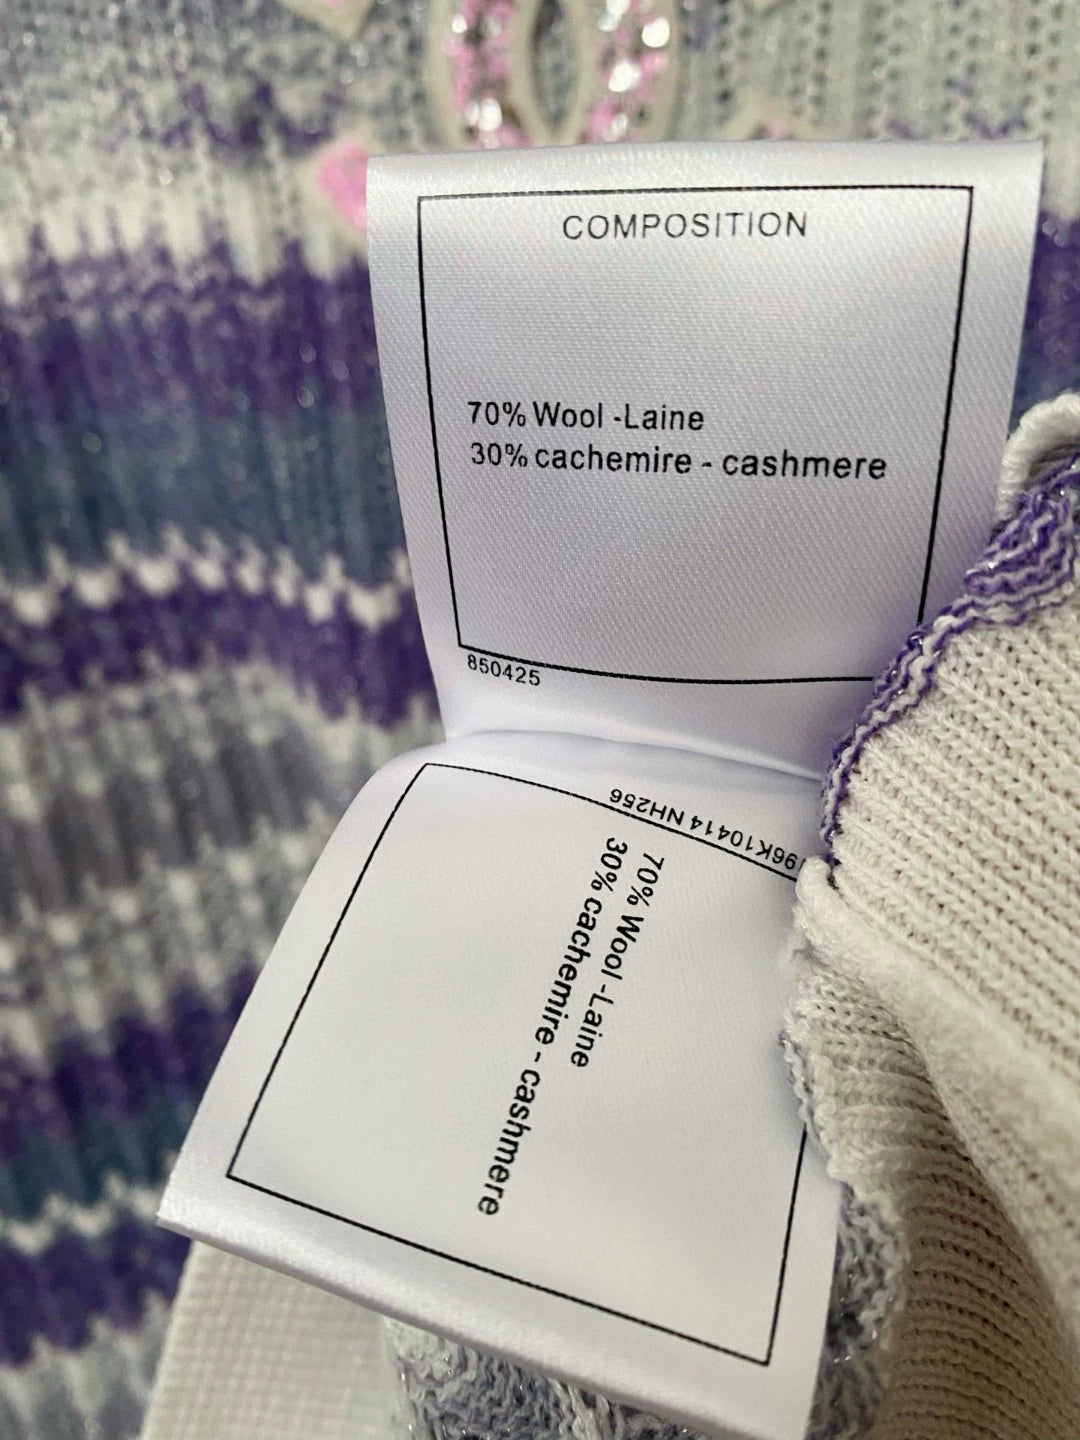 COMPOSITION
70% Wool -Laine
30% cachemire - cashmere
850425
96K10414 NH256
70% Wool -Laine
30% cachemire - cashmere